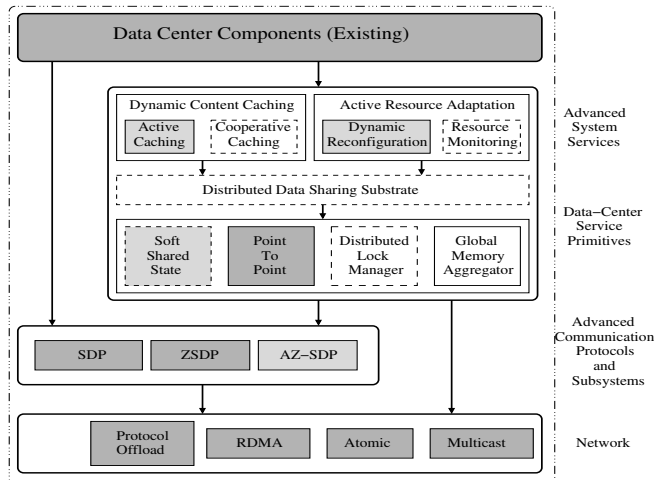 Data Center Components (Existing)
Dynamic Content Caching
Active Resource Adaptation
Active
Caching
Cooperative
Caching
Dynamic
Reconfiguration
Resource
Monitoring
Advanced
System
Services
Distributed Data Sharing Substrate
Soft
Shared
State
Point
To
Point
Distributed
Lock
Manager
Global
Memory
Aggregator
Data−Center
Service
Primitives
SDP
ZSDP
AZ−SDP
Advanced
Communication
Protocols
and
Subsystems
Protocol
Offload
RDMA
Atomic
Multicast
Network